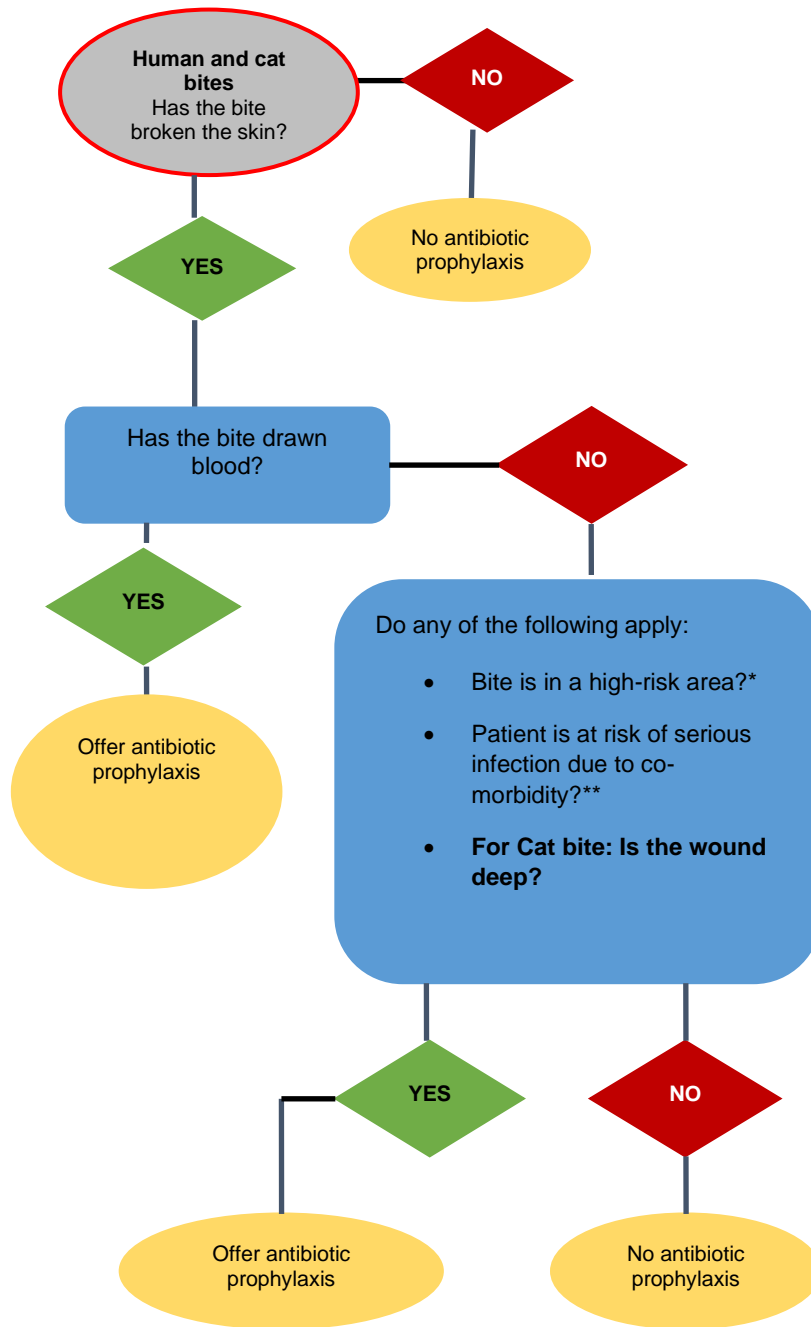 Human and cat
bites
Has the bite
broken the skin?
NO
No antibiotic
prophylaxis
YES
Has the bite drawn
blood?
NO
YES
Offer antibiotic
prophylaxis
Do any of the following apply:
• Bite is in a high-risk area?*
• Patient is at risk of serious
infection due to co-
morbidity?**
• For Cat bite: Is the wound
deep?
YES
NO
Offer antibiotic
prophylaxis
No antibiotic
prophylaxis